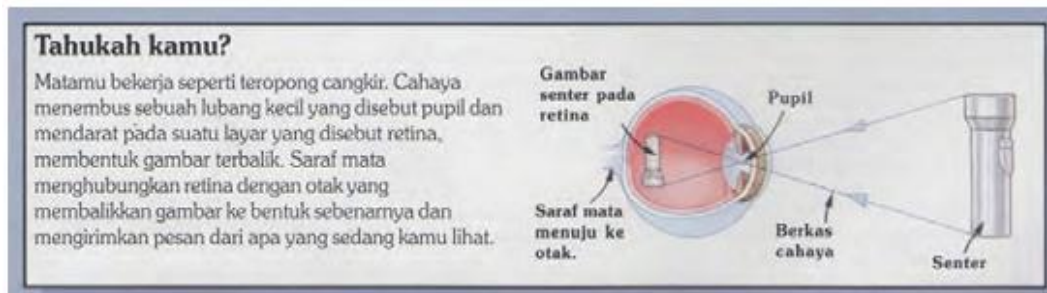 Tahukah kamu?
Matamu bekerja seperti teropong cangkir. Cahaya
menembus sebuah lubang kecil yang disebut pupil dan
mendarat pada suatu layar yang disebut retina,
membentuk gambar terbalik. Saraf mata
menghubungkan retina dengan otak yang
membalikkan gambar ke bentuk sebenarnya dan
mengirimkan pesan dari apa yang sedang kamu lihat.
Gambar
senter pada
retina
Pupil
Saraf mata
menuju ke
otak.
Berkas
cahaya
Senter